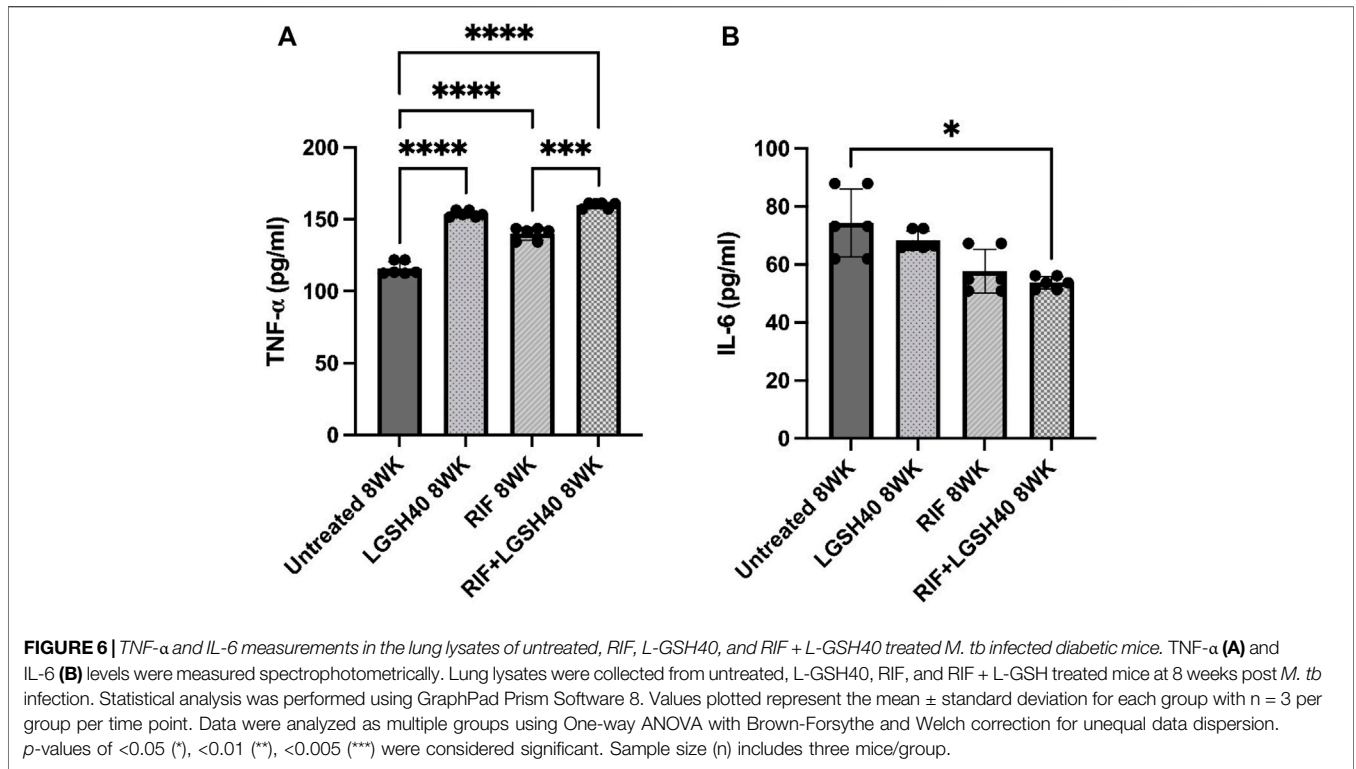 A
****
****
****
***
200
150
100
50
0
TNF-α (pg/ml)
Untreated 8WK
LGSH40 8WK
RIF 8WK
RIF+LGSH40 8WK
B
*
100
80
60
40
20
0
IL-6 (pg/ml)
Untreated 8WK
LGSH40 8WK
RIF 8WK
RIF+LGSH40 8WK
FIGURE 6 | TNF-α and IL-6 measurements in the lung lysates of untreated, RIF, L-GSH40, and RIF + L-GSH40 treated M. tb infected diabetic mice. TNF-α (A) and
IL-6 (B) levels were measured spectrophotometrically. Lung lysates were collected from untreated, L-GSH40, RIF, and RIF + L-GSH treated mice at 8 weeks post M. tb
infection. Statistical analysis was performed using GraphPad Prism Software 8. Values plotted represent the mean ± standard deviation for each group with n = 3 per
group per time point. Data were analyzed as multiple groups using One-way ANOVA with Brown-Forsythe and Welch correction for unequal data dispersion.
p-values of <0.05 (*), <0.01 (**), <0.005 (***) were considered significant. Sample size (n) includes three mice/group.